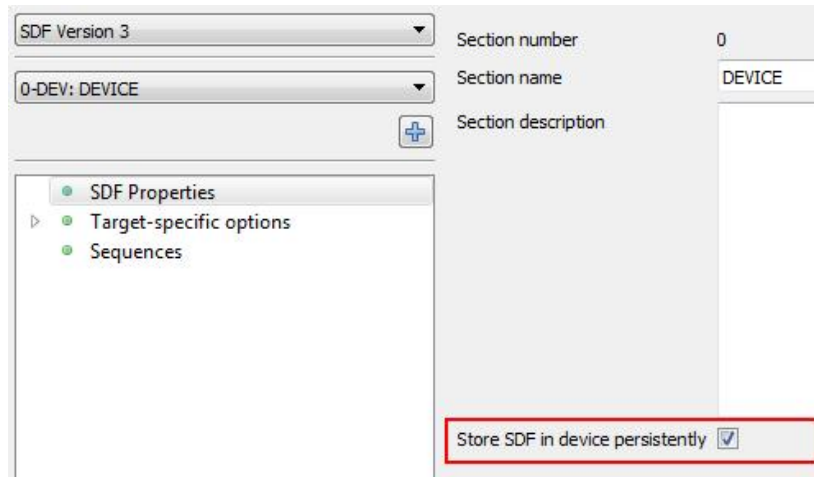 SDF Version 3
0-DEV: DEVICE
SDF Properties
Target-specific options
Sequences
Section number 0
Section name DEVICE
Section description
Store SDF in device persistently